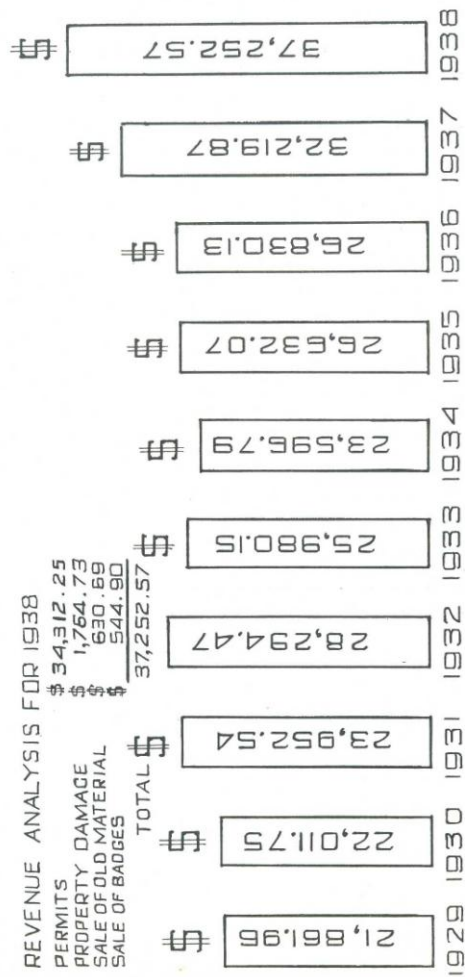 REVENUE ANALYSIS FOR 1938
PERMITS $ 34,312.25
PROPERTY DAMAGE $ 1,764.73
SALE OF OLD MATERIAL $ 630.69
SALE OF BADGES $ 544.90
TOTAL 37,252.57
$ 21,861.96 1929
$ 22,011.75 1930
$ 23,952.54 1931
28,294.47 1932
$ 25,980.15 1933
$ 23,596.79 1934
$ 26,632.07 1935
$ 26,830.13 1936
$ 32,219.87 1937
$ 37,252.57 1938